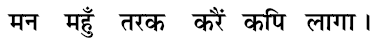 मन महुँ तरक करैं कपि लागा ।